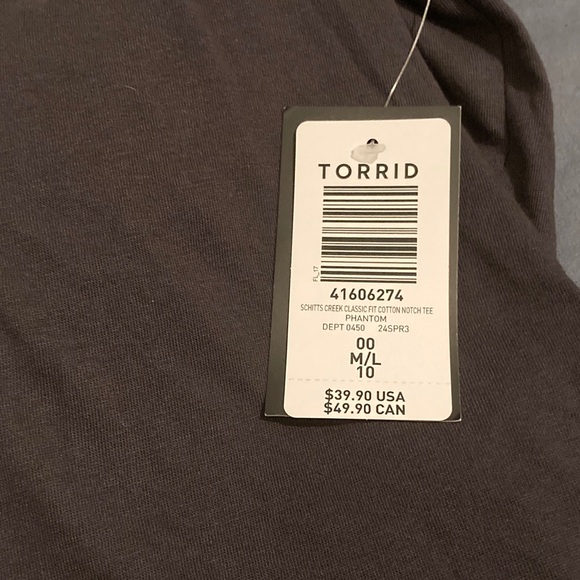 TORRID
FL_17
41606274
SCHITTS CREEK CLASSIC FIT COTTON NOTCH TEE
PHANTOM
DEPT 0450 24SPR3
00
M/L
10
$39.90 USA
$49.90 CAN